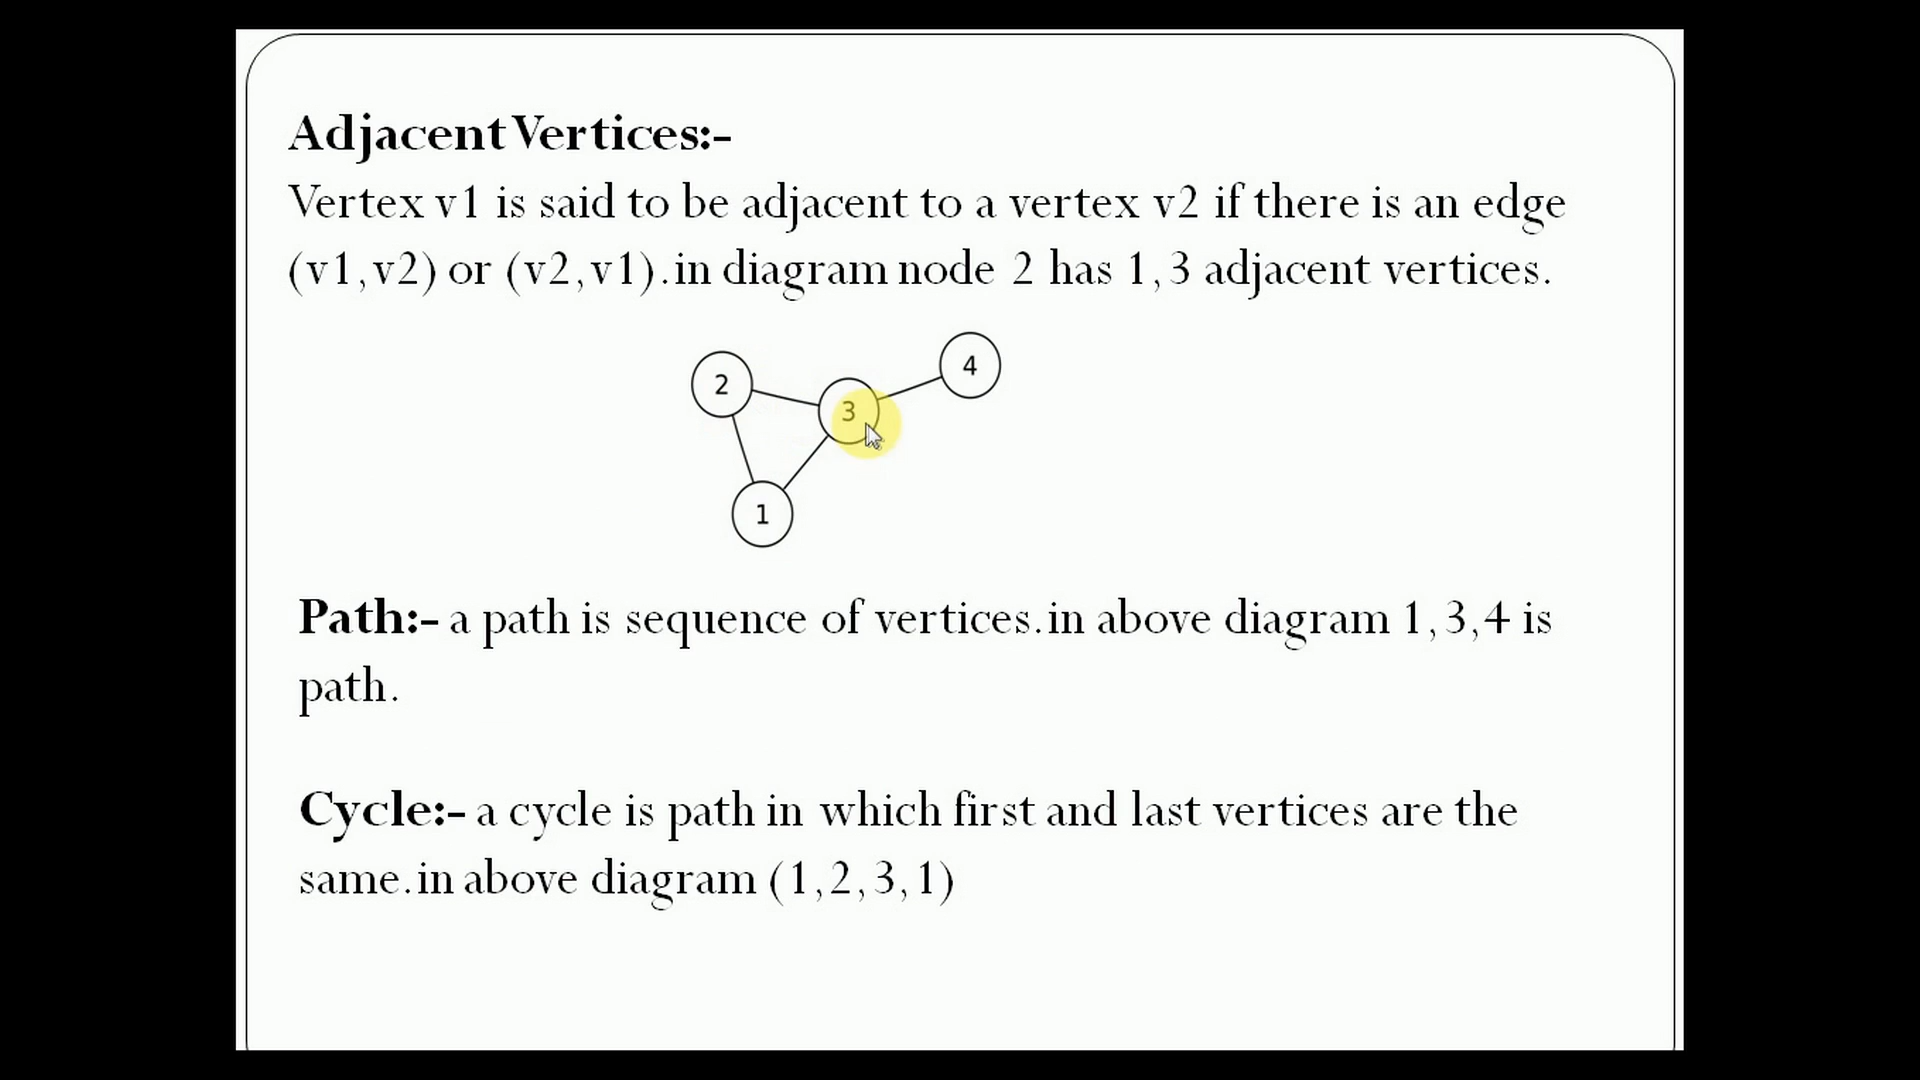 Adjacent Vertices:-
Vertex v1 is said to be adjacent to a vertex v2 if there is an edge
(v1,v2) or (v2,v1).in diagram node 2 has 1,3 adjacent vertices.
4
2
3
1
Path:- a path is sequence of vertices.in above diagram 1,3,4 is
path.
Cycle:- a cycle is path in which first and last vertices are the
same.in above diagram (1,2,3,1)